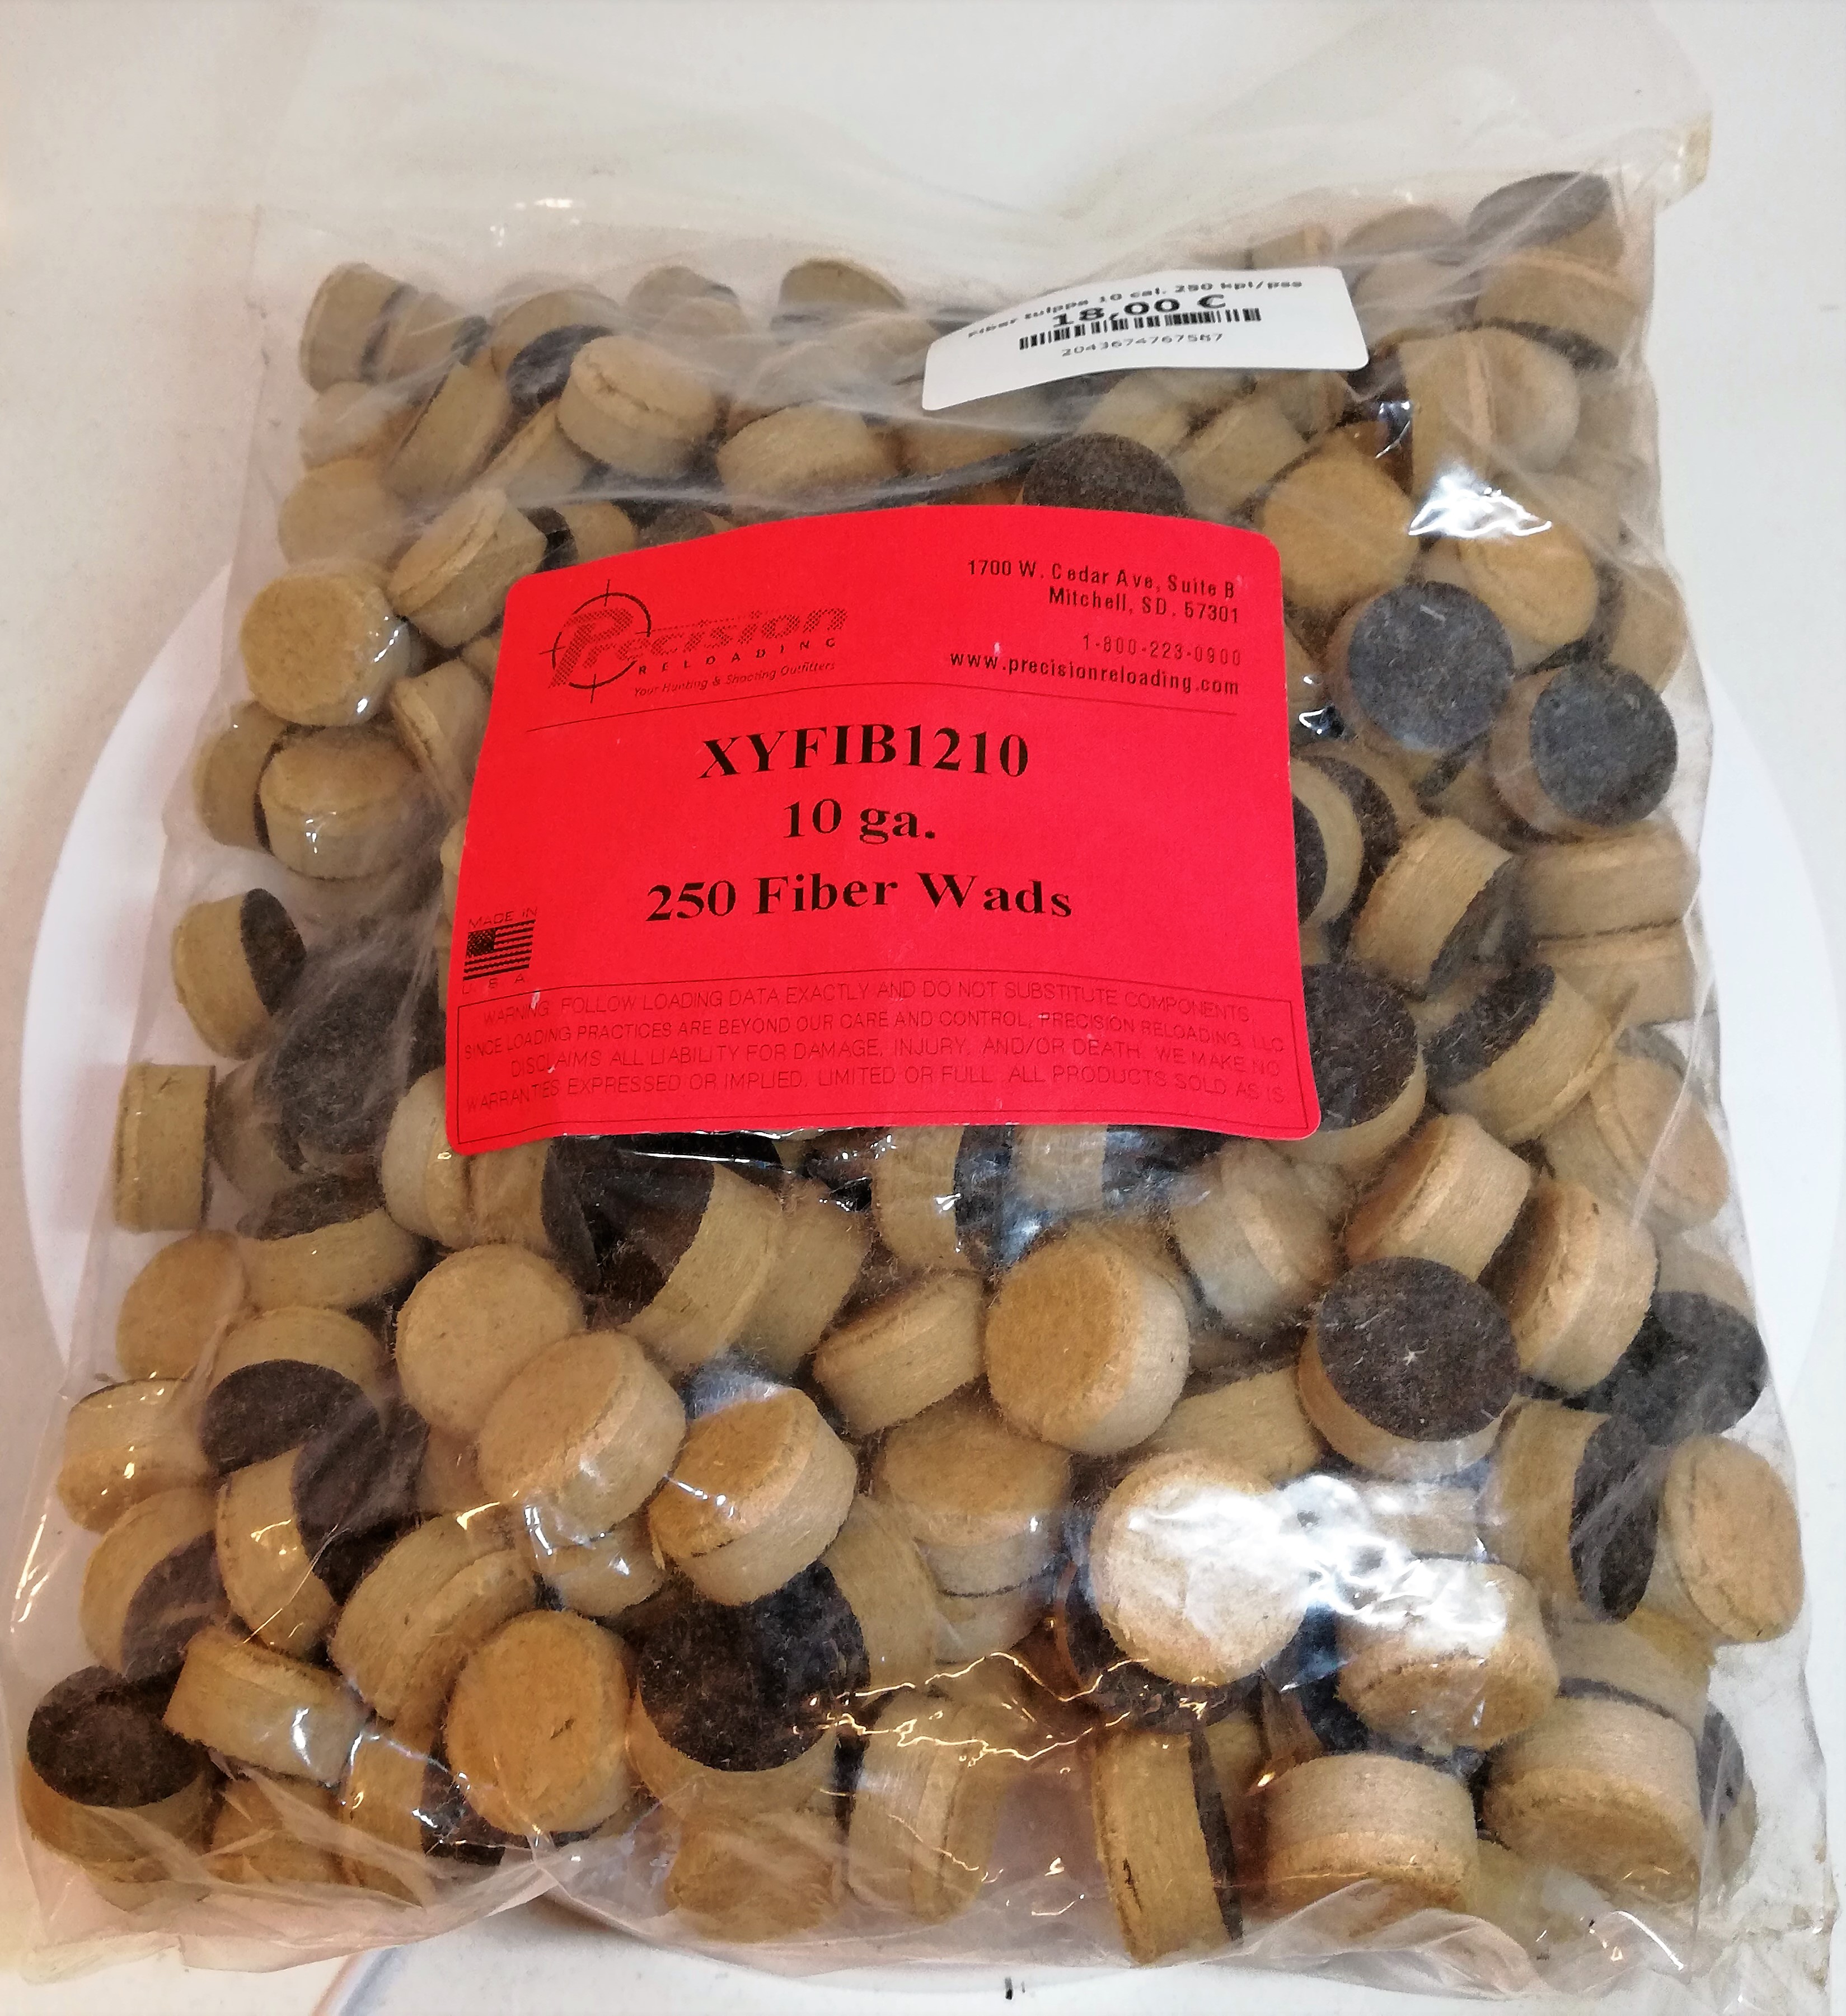 Fiber tulppa 10 cal. 250 kpl/pss
18,00 €
2043674767587
Precision
RELOADING
Your Hunting & Shooting Outfitters
1700 W. Cedar Ave, Suite B
Mitchell, SD. 57301
1-800-223-0900
www.precisionreloading.com
XYFIB1210
10 ga.
250 Fiber Wads
MADE IN
U S A
WARNING: FOLLOW LOADING DATA EXACTLY AND DO NOT SUBSTITUTE COMPONENTS.
SINCE LOADING PRACTICES ARE BEYOND OUR CARE AND CONTROL, PRECISION RELOADING, LLC
DISCLAIMS ALL LIABILITY FOR DAMAGE, INJURY, AND/OR DEATH. WE MAKE NO
WARRANTIES EXPRESSED OR IMPLIED, LIMITED OR FULL. ALL PRODUCTS SOLD AS IS.